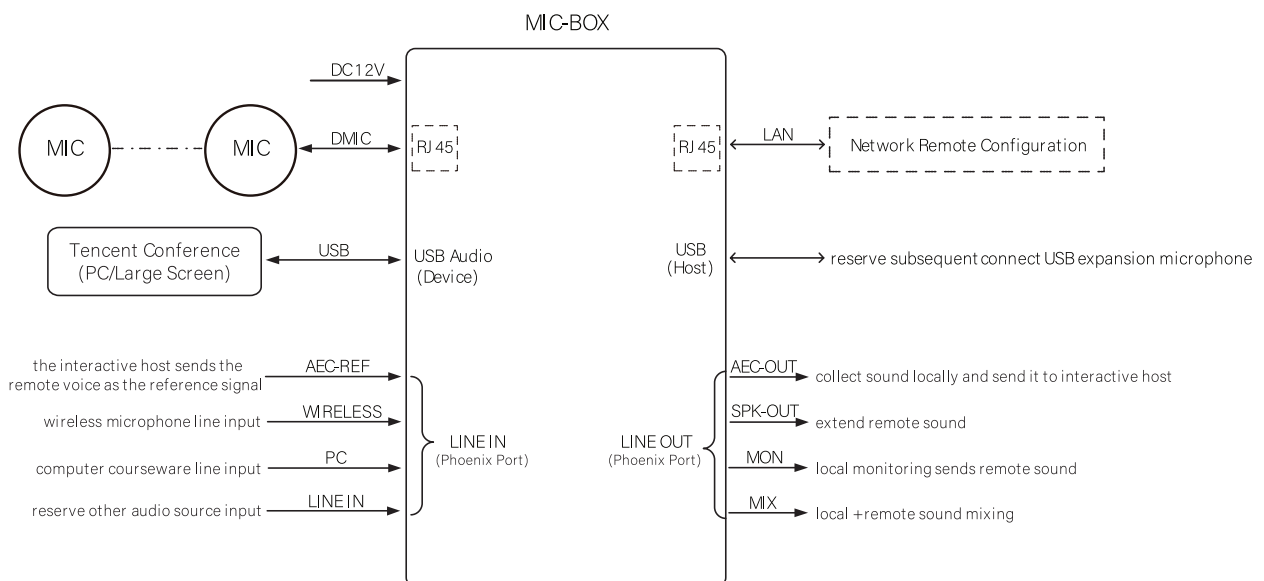 MIC-BOX
DC12V
MIC
MIC
DMIC
RJ45
RJ45
LAN
Network Remote Configuration
Tencent Conference
(PC/Large Screen)
USB
USB Audio
(Device)
USB
(Host)
reserve subsequent connect USB expansion microphone
the interactive host sends the
remote voice as the reference signal
AEC-REF
wireless microphone line input
WIRELESS
computer courseware line input
PC
reserve other audio source input
LINE IN
LINE IN
(Phoenix Port)
LINE OUT
(Phoenix Port)
AEC-OUT
collect sound locally and send it to interactive host
SPK-OUT
extend remote sound
MON
local monitoring sends remote sound
MIX
local +remote sound mixing